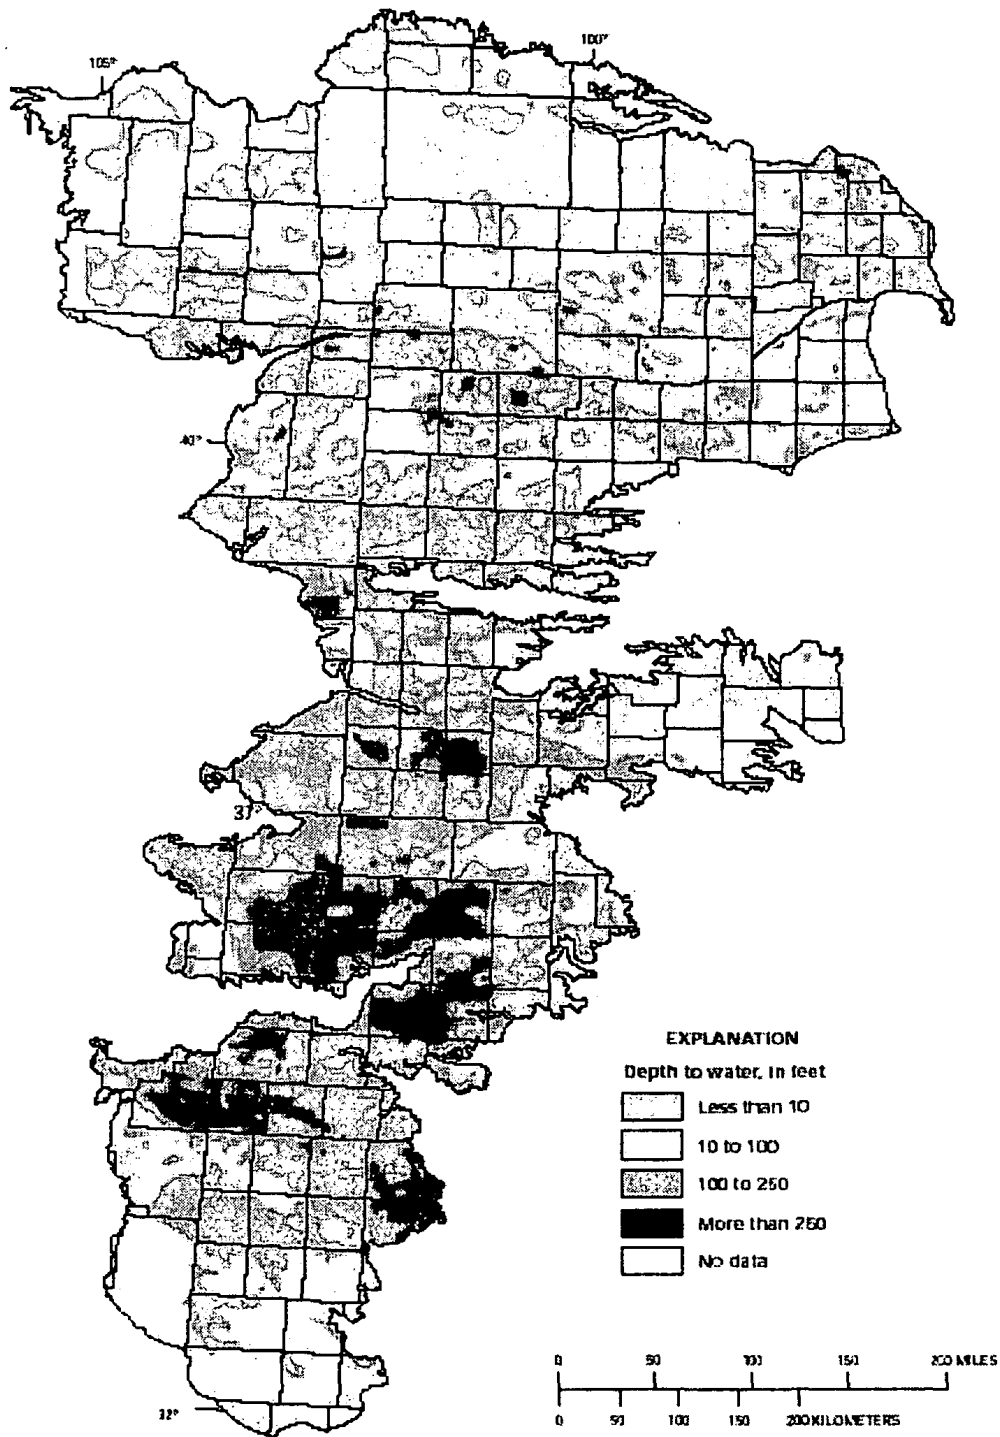 105°
100°
40°
37°
32°
EXPLANATION
Depth to water, in feet
Less than 10
10 to 100
100 to 250
More than 250
No data
0 50 100 150 200 MILES
0 50 100 150 200 KILOMETERS